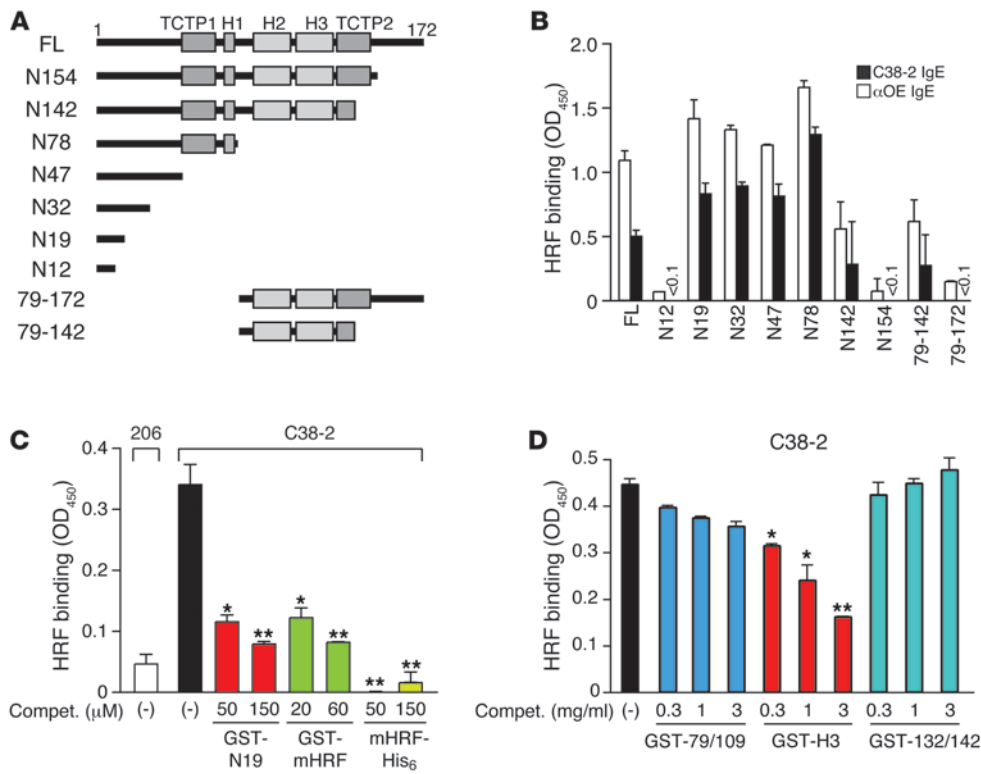 A
1 TCTP1 H1 H2 H3 TCTP2 172
FL
N154
N142
N78
N47
N32
N19
N12
79-172
79-142
B
HRF binding (OD450)
2.0
1.5
1.0
0.5
0
C38-2 IgE
αOE IgE
<0.1
<0.1
<0.1
FL N12 N19 N32 N47 N78 N142 N154 79-142 79-172
C
206 C38-2
HRF binding (OD450)
0.4
0.3
0.2
0.1
0
* ** * ** ** **
Compet. (μM) (-) (-) 50 150 20 60 50 150
GST-N19 GST-mHRF mHRF-His6
D
C38-2
HRF binding (OD450)
0.5
0.4
0.3
0.2
0.1
0
* * **
Compet. (mg/ml) (-) 0.3 1 3 0.3 1 3 0.3 1 3
GST-79/109 GST-H3 GST-132/142